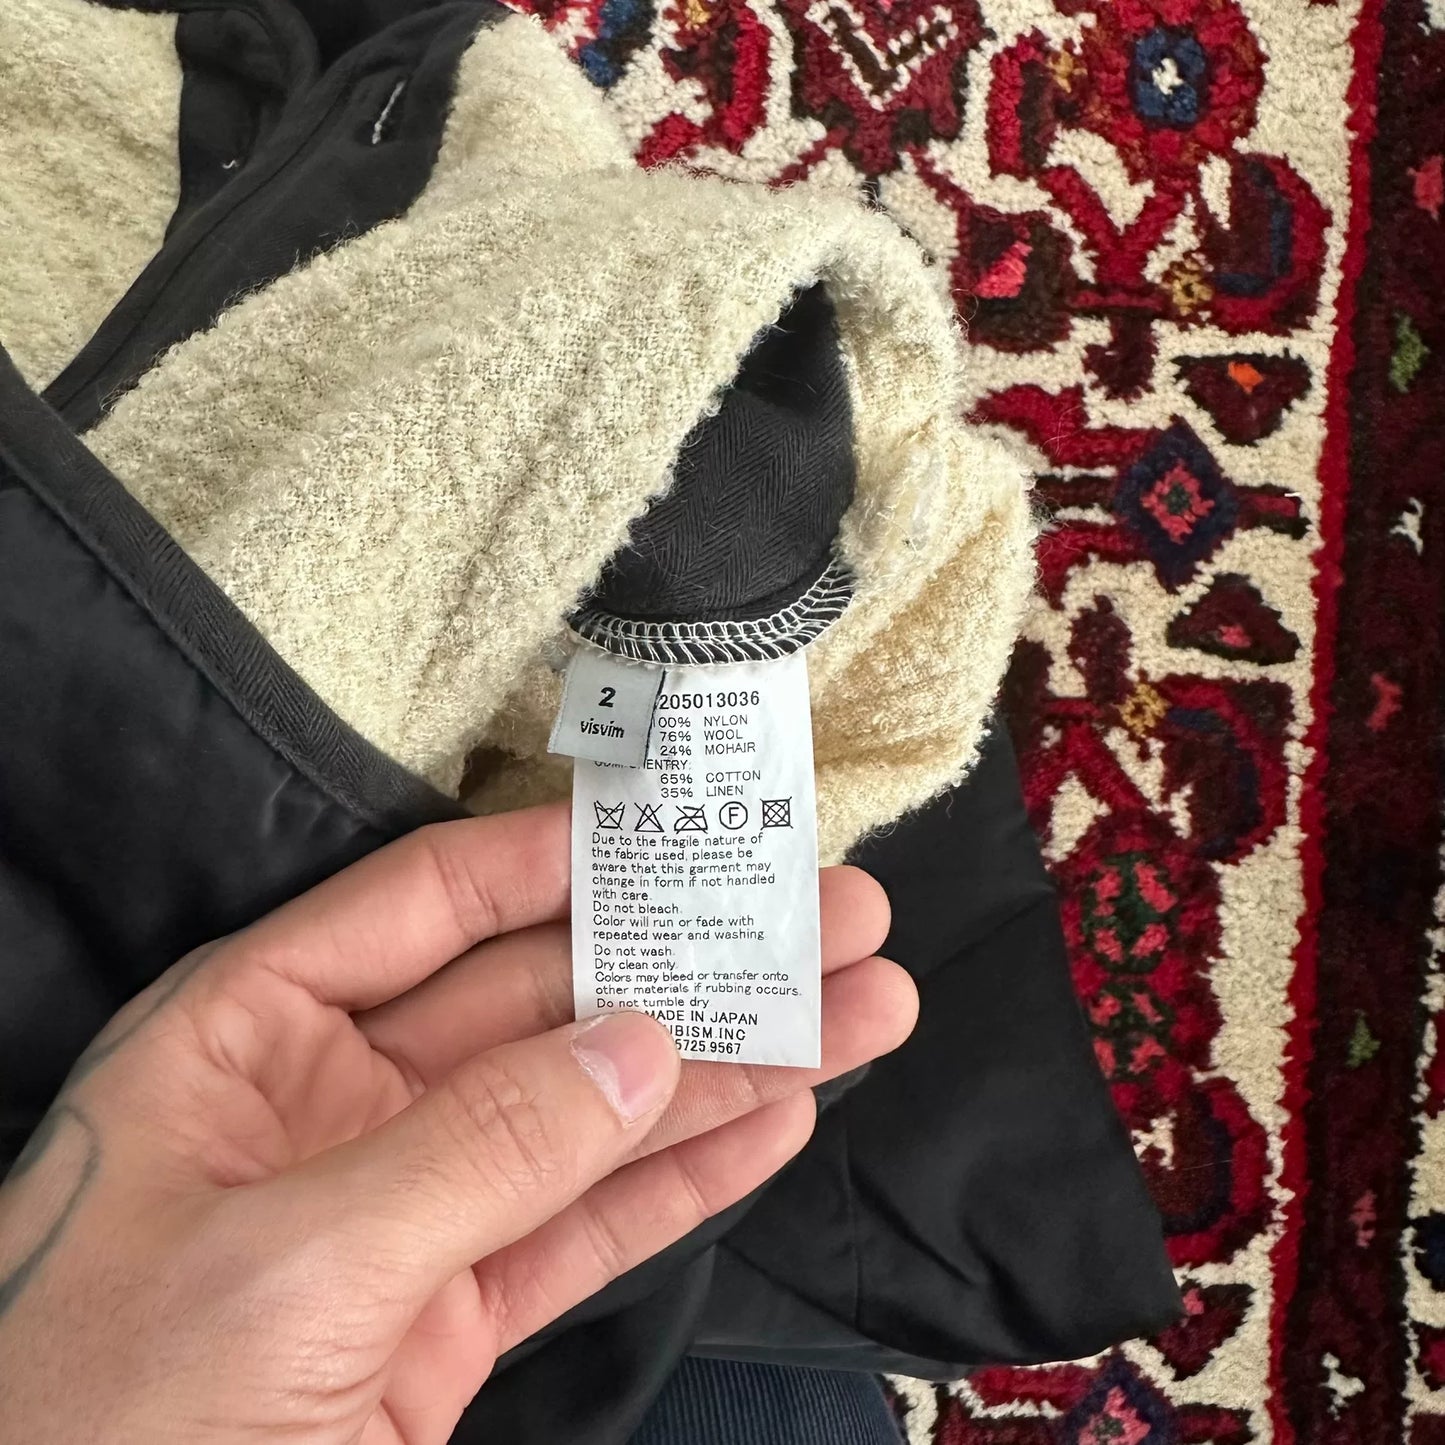 2
visvim
205013036
100% NYLON
76% WOOL
24% MOHAIR
65% COTTON
35% LINEN
F
Due to the fragile nature of
the fabric used, please be
aware that this garment may
change in form if not handled
with care.
Do not bleach.
Color will run or fade with
repeated wear and washing
Do not wash.
Dry clean only.
Colors may bleed or transfer onto
other materials if rubbing occurs.
Do not tumble dry
MADE IN JAPAN
UBISM.INC
5725.9567